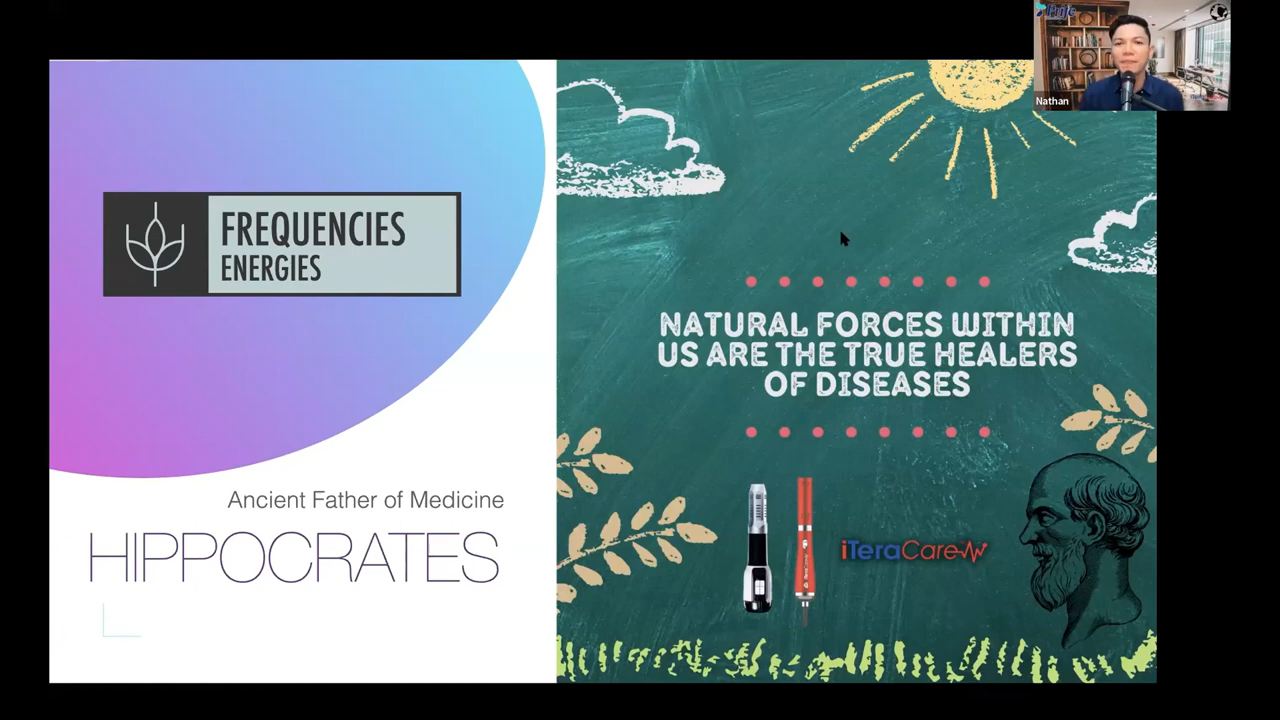 Prife
Nathan
FREQUENCIES
ENERGIES
Ancient Father of Medicine
HIPPOCRATES
NATURAL FORCES WITHIN
US ARE THE TRUE HEALERS
OF DISEASES
iTeraCare